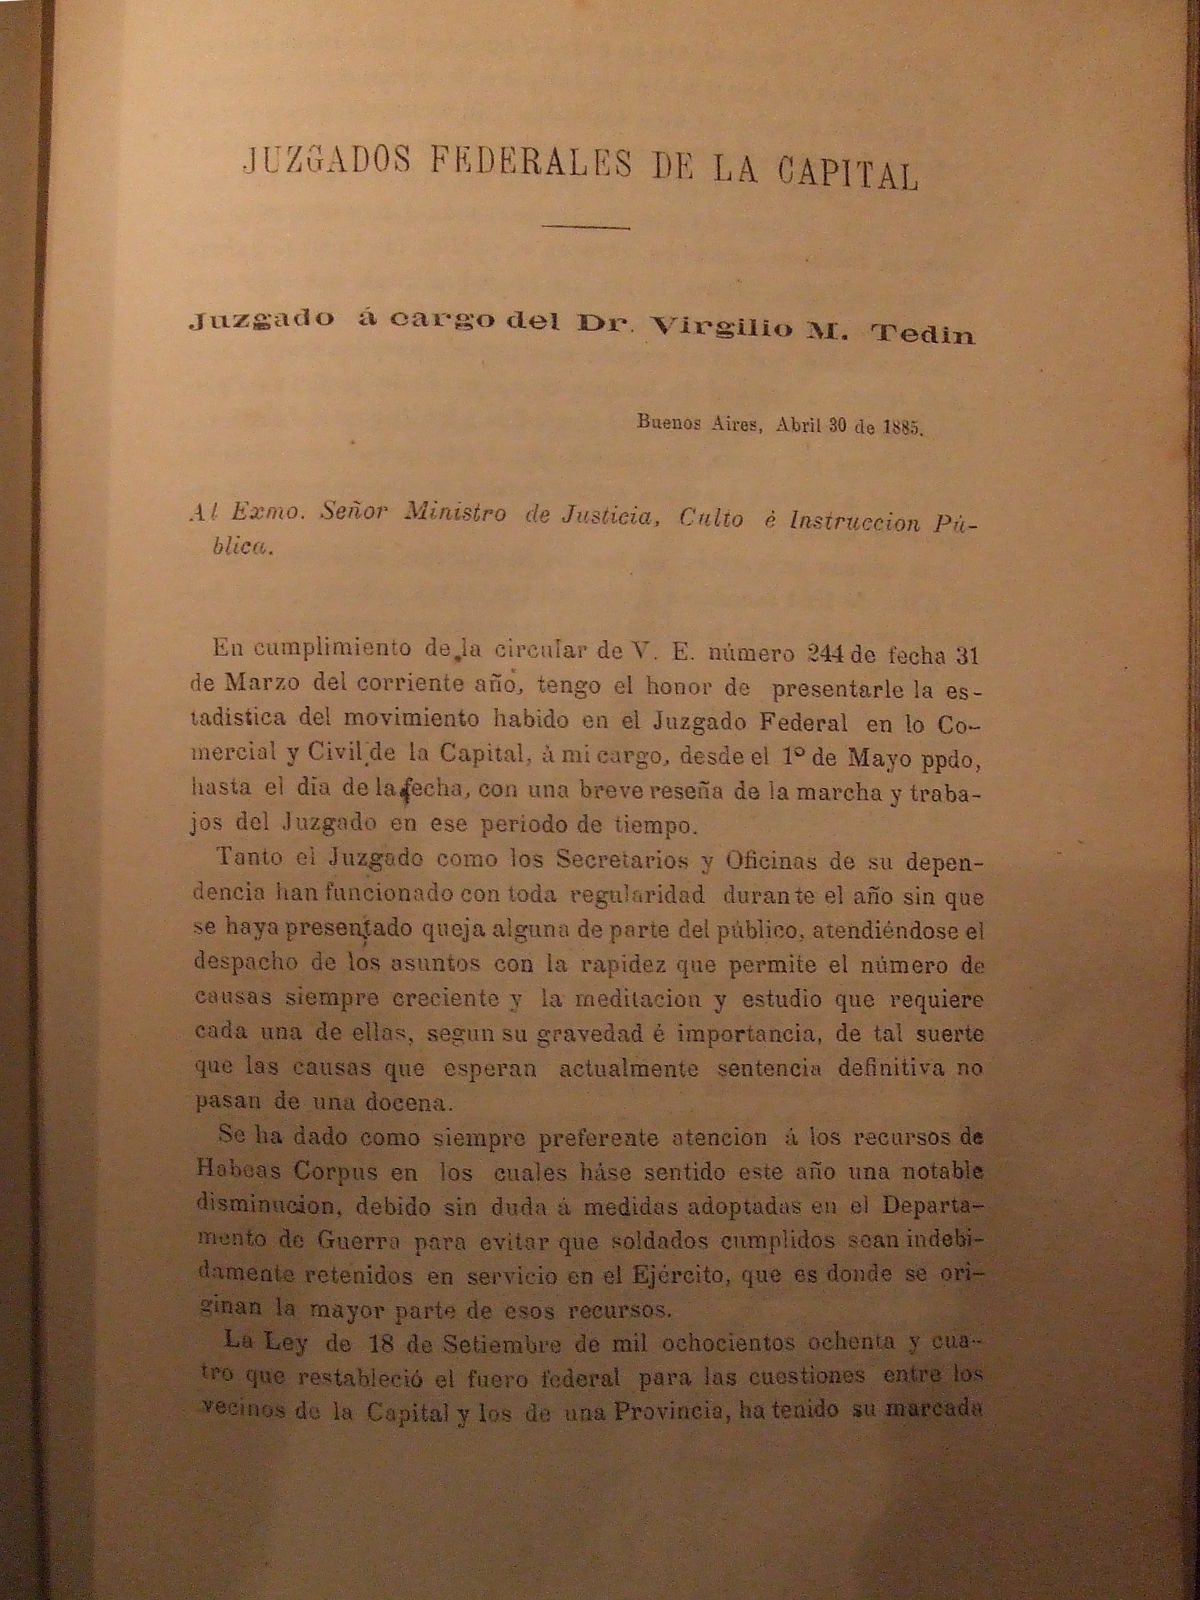 JUZGADOS FEDERALES DE LA CAPITAL
Juzgado á cargo del Dr. Virgilio M. Tedin
Buenos Aires, Abril 30 de 1885.
Al Exmo. Señor Ministro de Justicia, Culto é Instruccion Pú-
blica.
En cumplimiento de la circular de V. E. número 244 de fecha 31
de Marzo del corriente año, tengo el honor de presentarle la es-
tadistica del movimiento habido en el Juzgado Federal en lo Co-
mercial y Civil de la Capital, á mi cargo, desde el 1º de Mayo ppdo,
hasta el dia de la fecha, con una breve reseña de la marcha y traba-
jos del Juzgado en ese periodo de tiempo.
Tanto el Juzgado como los Secretarios y Oficinas de su depen-
dencia han funcionado con toda regularidad durante el año sin que
se haya presentado queja alguna de parte del público, atendiéndose el
despacho de los asuntos con la rapidez que permite el número de
causas siempre creciente y la meditacion y estudio que requiere
cada una de ellas, segun su gravedad é importancia, de tal suerte
que las causas que esperan actualmente sentencia definitiva no
pasan de una docena.
Se ha dado como siempre preferente atencion á los recursos de
Habeas Corpus en los cuales háse sentido este año una notable
disminucion, debido sin duda á medidas adoptadas en el Departa-
mento de Guerra para evitar que soldados cumplidos sean indebi-
damente retenidos en servicio en el Ejército, que es donde se ori-
ginan la mayor parte de esos recursos.
La Ley de 18 de Setiembre de mil ochocientos ochenta y cua-
tro que restableció el fuero federal para las cuestiones entre los
vecinos de la Capital y los de una Provincia, ha tenido su marcada